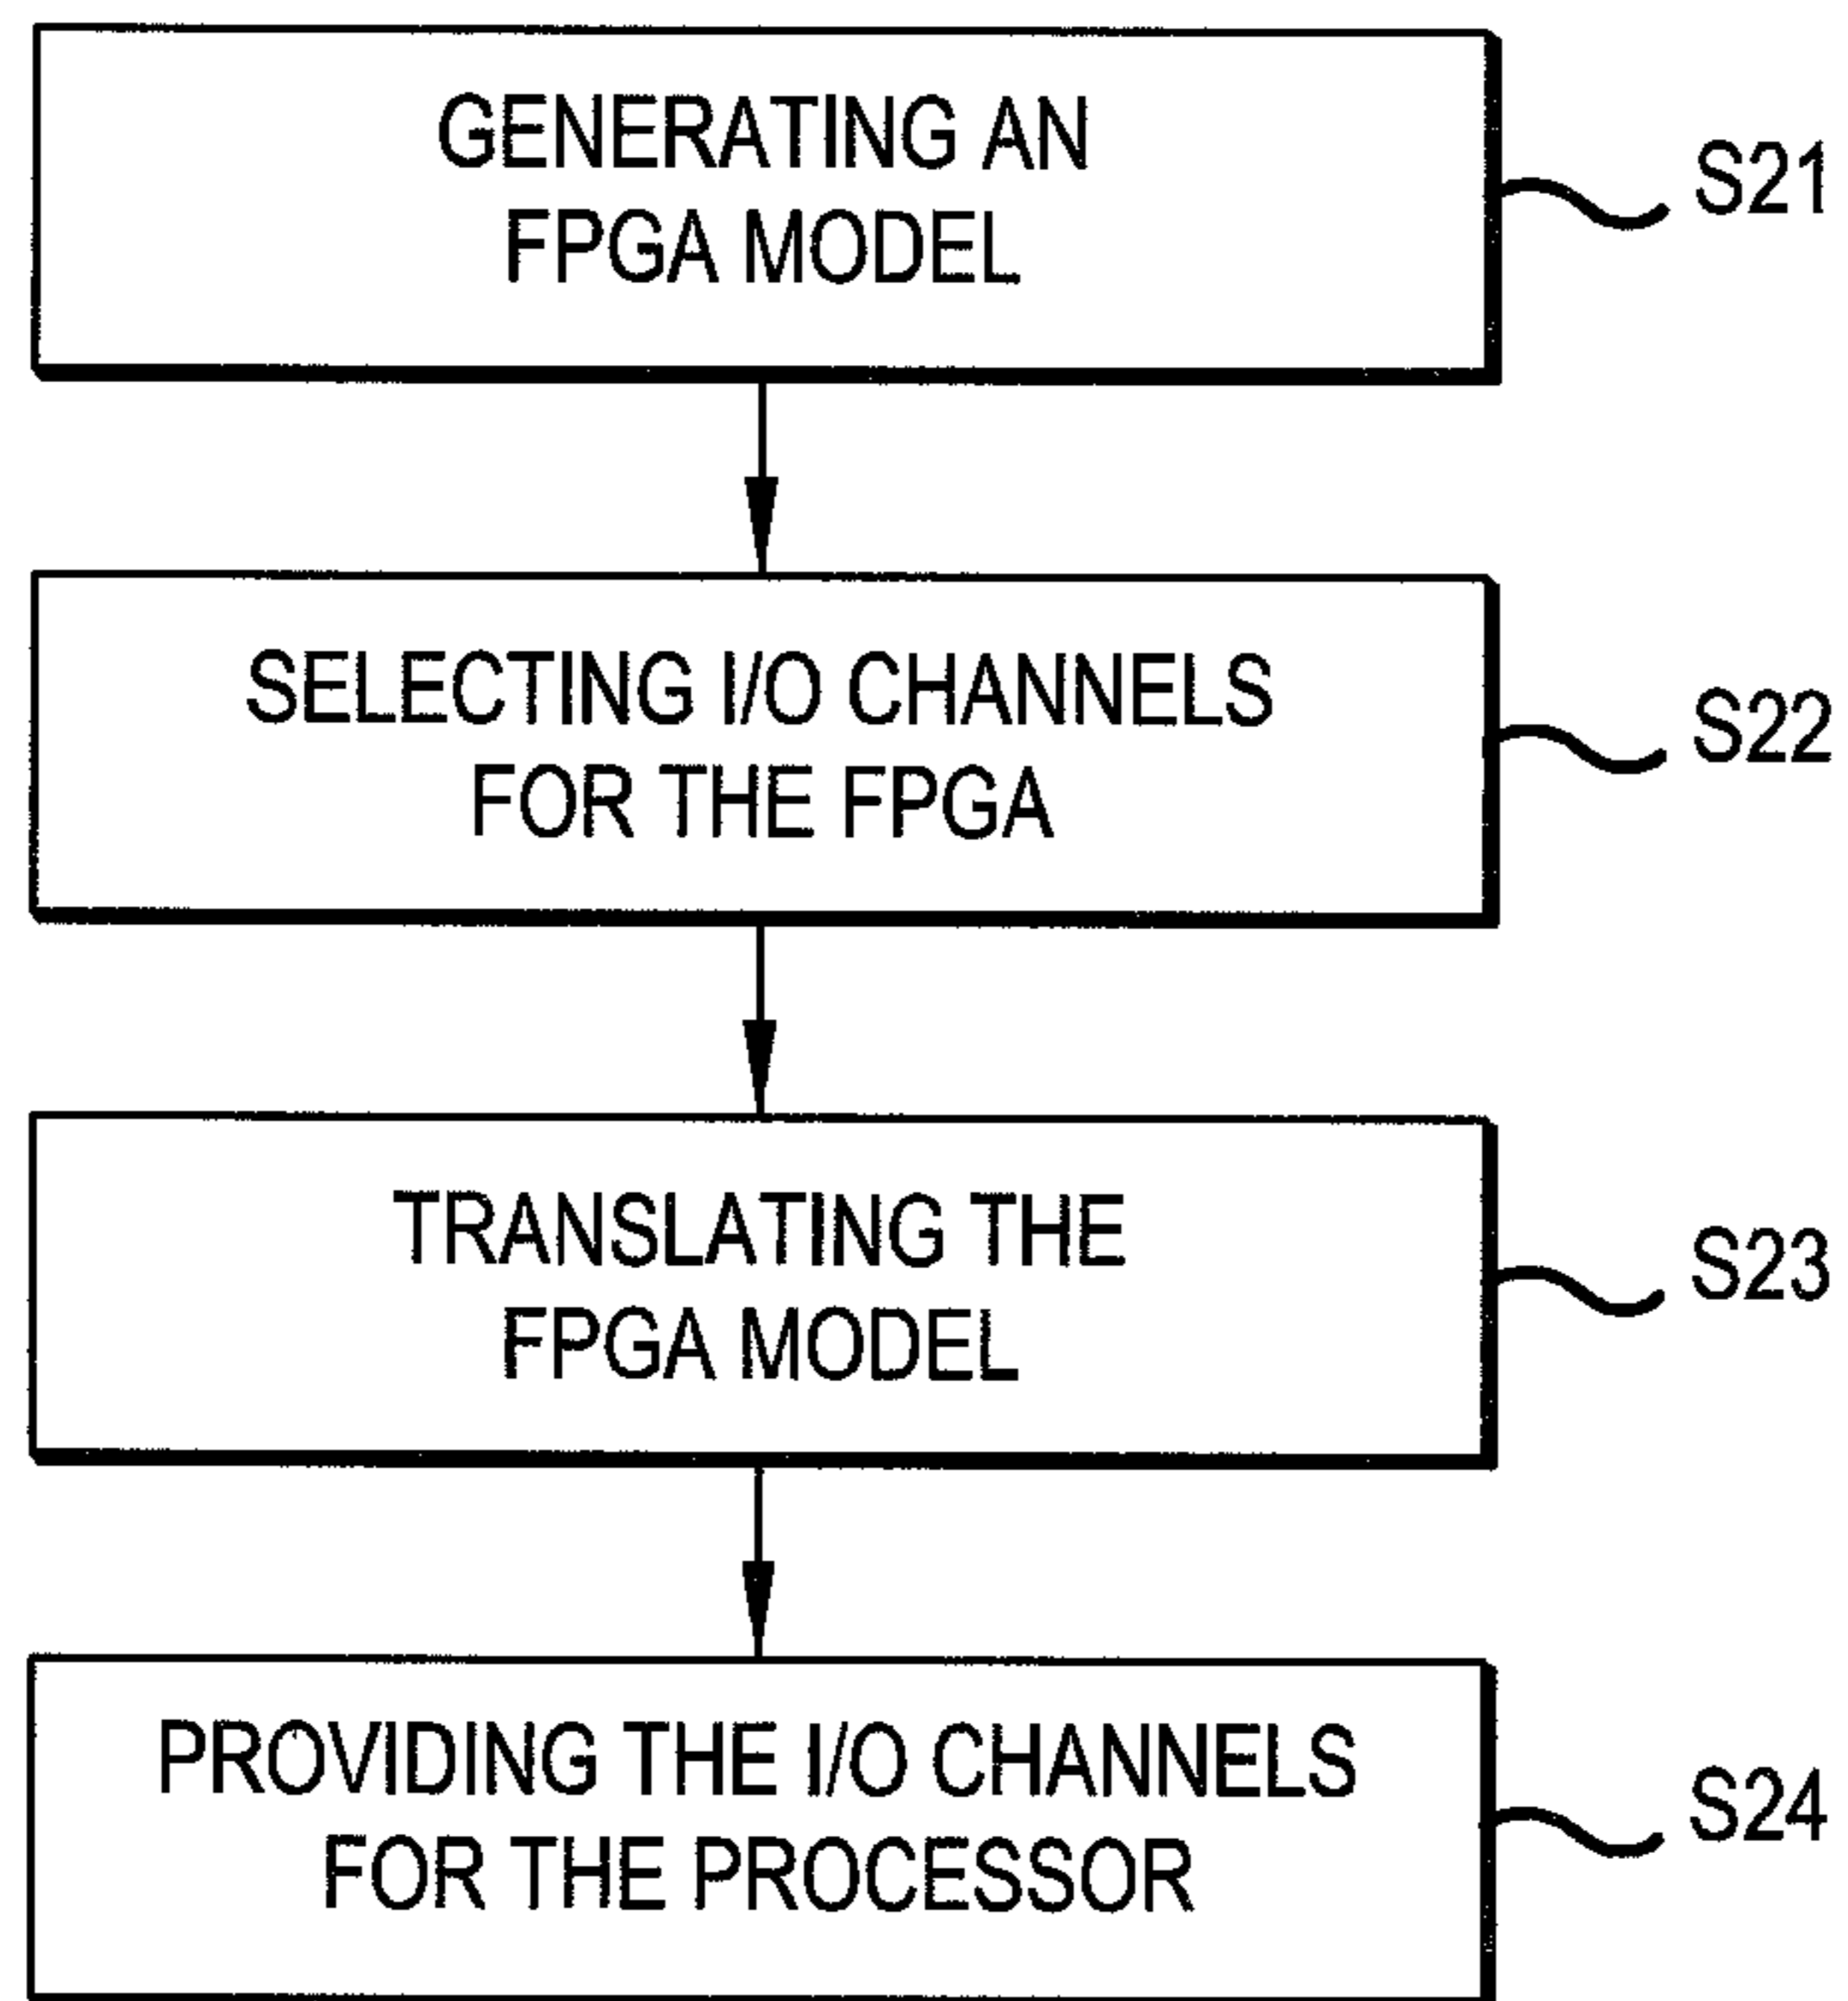 GENERATING AN
FPGA MODEL
S21
SELECTING I/O CHANNELS
FOR THE FPGA
S22
TRANSLATING THE
FPGA MODEL
S23
PROVIDING THE I/O CHANNELS
FOR THE PROCESSOR
S24